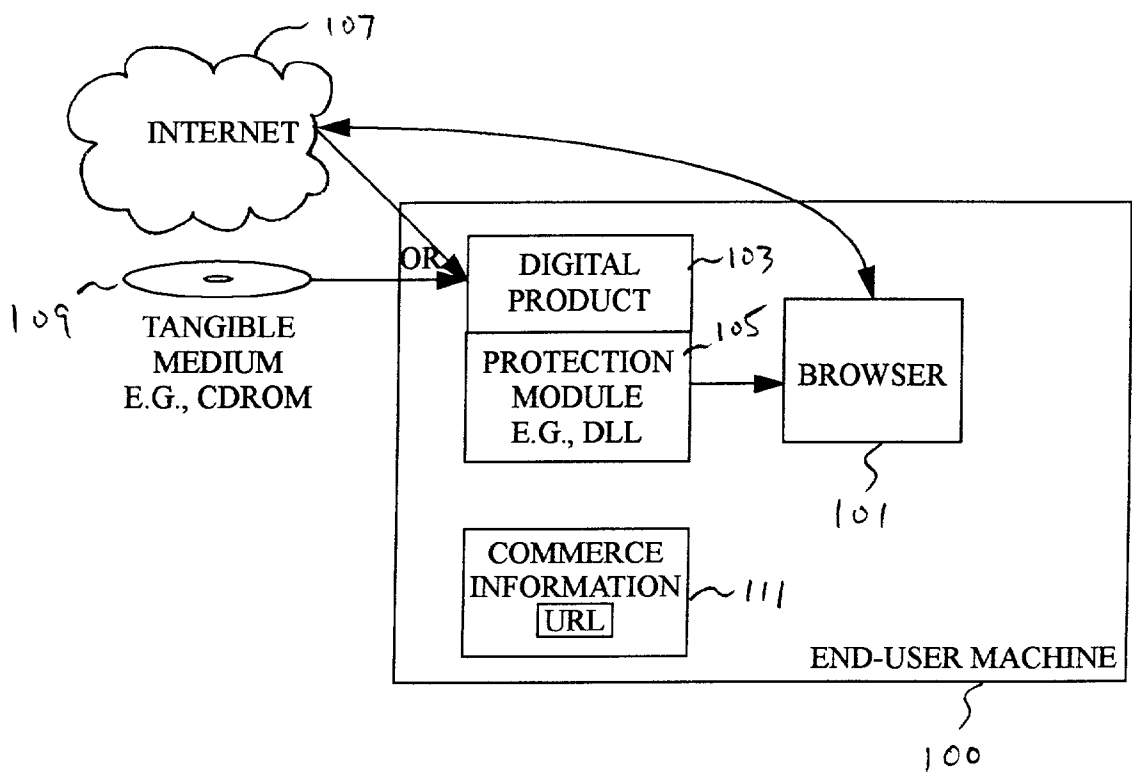 107
INTERNET
OR
DIGITAL
PRODUCT
103
109
TANGIBLE
MEDIUM
E.G., CDROM
105
PROTECTION
MODULE
E.G., DLL
BROWSER
101
COMMERCE
INFORMATION
URL
111
END-USER MACHINE
100